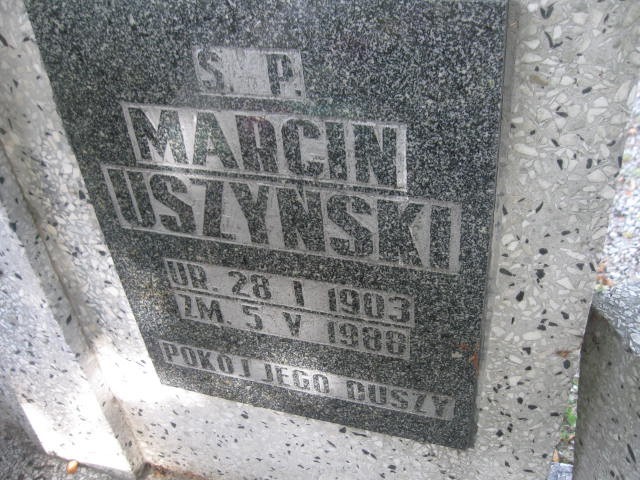 Ś. P.
MARCIN
USZYŃSKI
UR. 28 I 1903
ZM. 5 V 1980
POKÓJ JEGO DUSZY